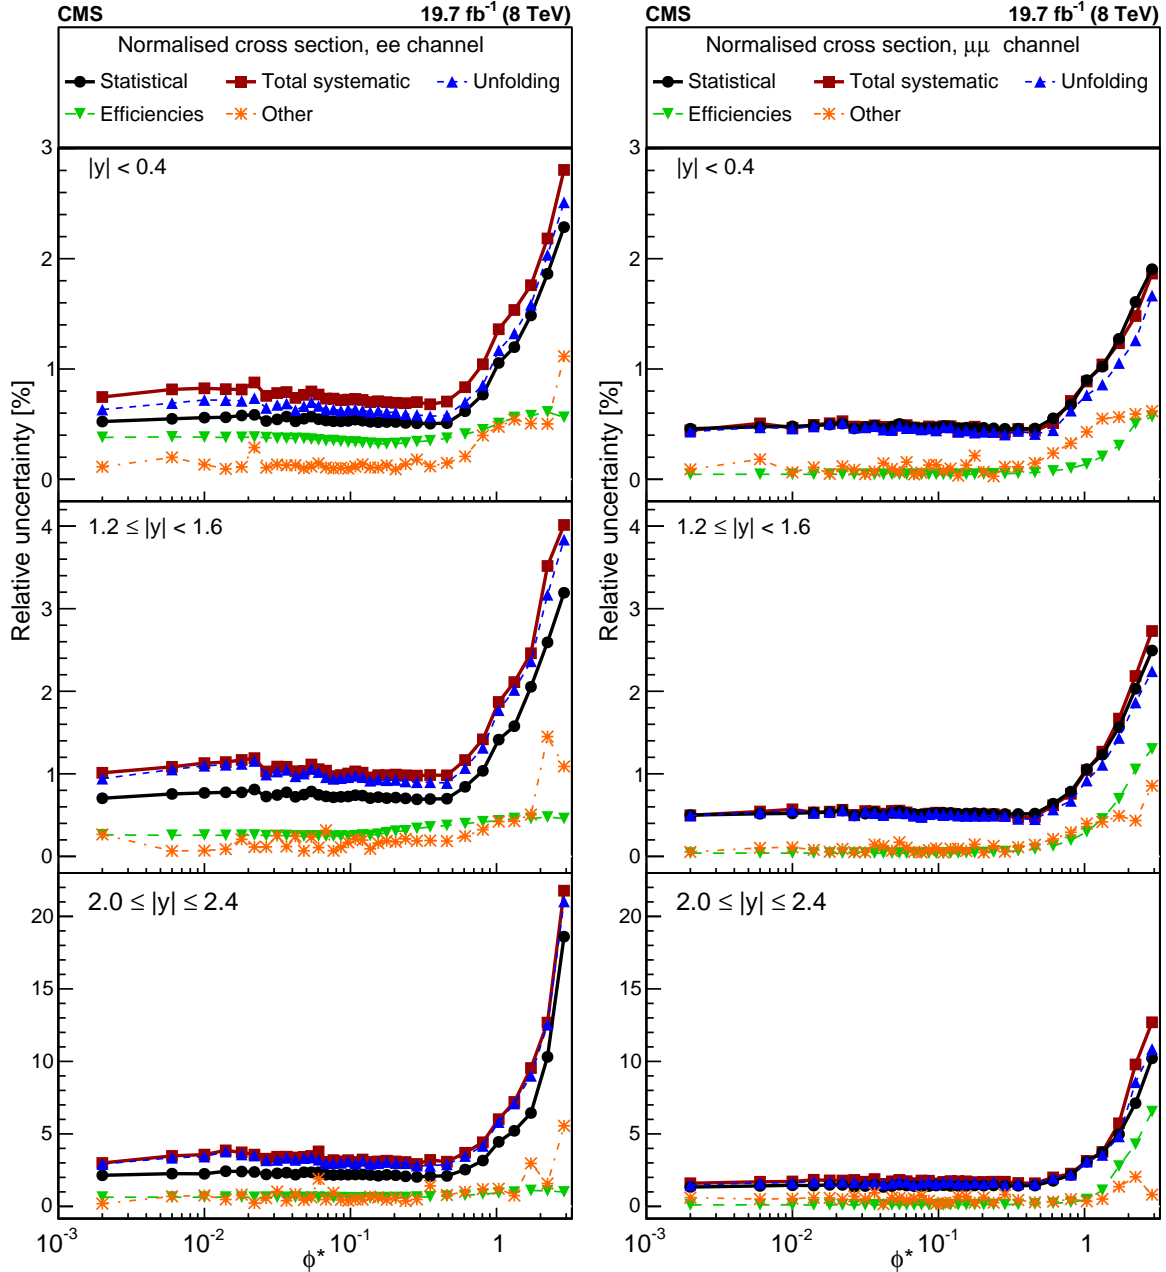 CMS 19.7 fb⁻¹ (8 TeV)
Normalised cross section, ee channel
Statistical Total systematic Unfolding
Efficiencies Other
3
|y| < 0.4
2
1
0
Relative uncertainty [%]
4
1.2 ≤ |y| < 1.6
3
2
1
0
20
2.0 ≤ |y| ≤ 2.4
15
10
5
0
10⁻³ 10⁻² 10⁻¹ 1
ϕ*
CMS 19.7 fb⁻¹ (8 TeV)
Normalised cross section, μμ channel
Statistical Total systematic Unfolding
Efficiencies Other
3
|y| < 0.4
2
1
0
Relative uncertainty [%]
4
1.2 ≤ |y| < 1.6
3
2
1
0
20
2.0 ≤ |y| ≤ 2.4
15
10
5
0
10⁻³ 10⁻² 10⁻¹ 1
ϕ*